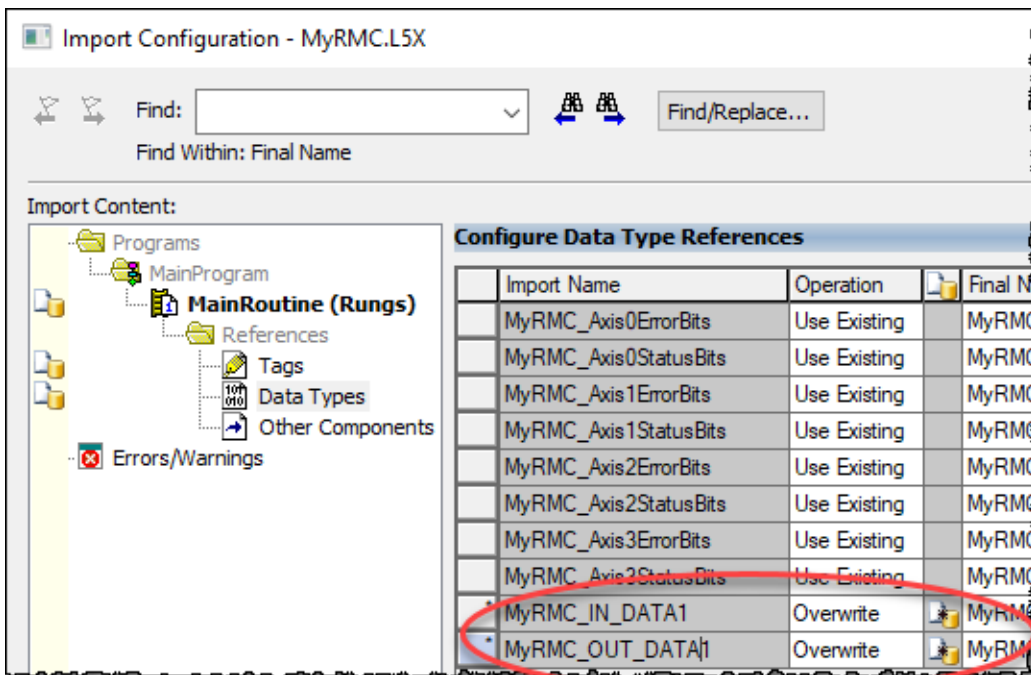 Import Configuration - MyRMC.L5X
Find:
Find/Replace...
Find Within: Final Name
Import Content:
Programs
MainProgram
MainRoutine (Rungs)
References
Tags
Data Types
Other Components
Errors/Warnings
Configure Data Type References
Import Name Operation Final N
MyRMC_Axis0ErrorBits Use Existing MyRMC
MyRMC_Axis0StatusBits Use Existing MyRMC
MyRMC_Axis1ErrorBits Use Existing MyRMC
MyRMC_Axis1StatusBits Use Existing MyRMC
MyRMC_Axis2ErrorBits Use Existing MyRMC
MyRMC_Axis2StatusBits Use Existing MyRMC
MyRMC_Axis3ErrorBits Use Existing MyRMC
MyRMC_Axis3StatusBits Use Existing MyRMC
MyRMC_IN_DATA1 Overwrite MyRMC
MyRMC_OUT_DATA1 Overwrite MyRM